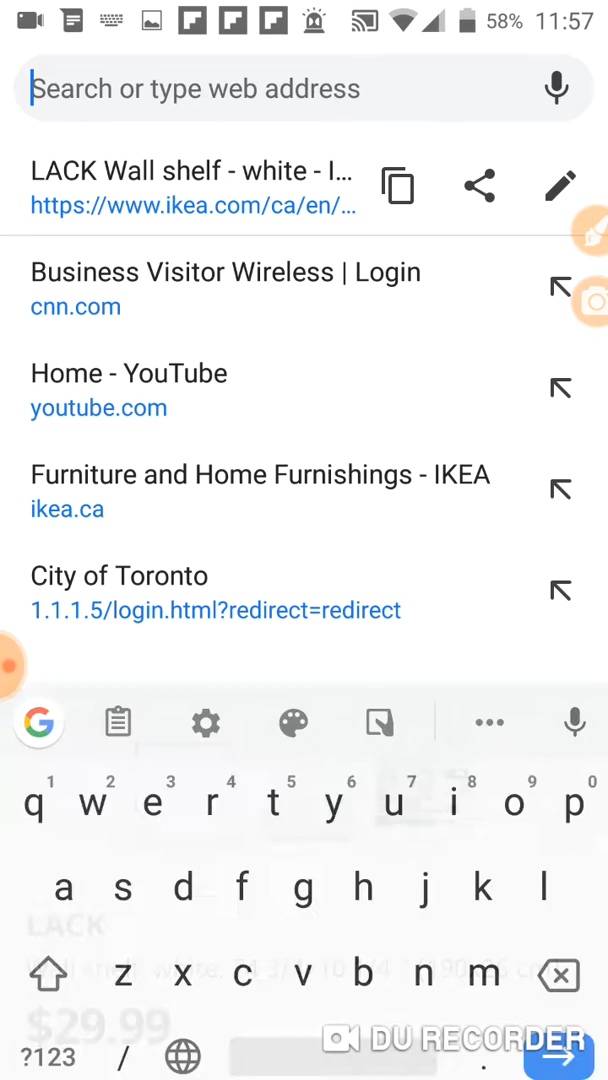 58% 11:57
Search or type web address
LACK Wall shelf - white - I...
https://www.ikea.com/ca/en/...
Business Visitor Wireless | Login
cnn.com
Home - YouTube
youtube.com
Furniture and Home Furnishings - IKEA
ikea.ca
City of Toronto
1.1.1.5/login.html?redirect=redirect
G
1 2 3 4 5 6 7 8 9 0
q w e r t y u i o p
a s d f g h j k l
LACK
z x c v b n m
Wall shelf, white,
$29.99
DU RECORDER
?123 / .